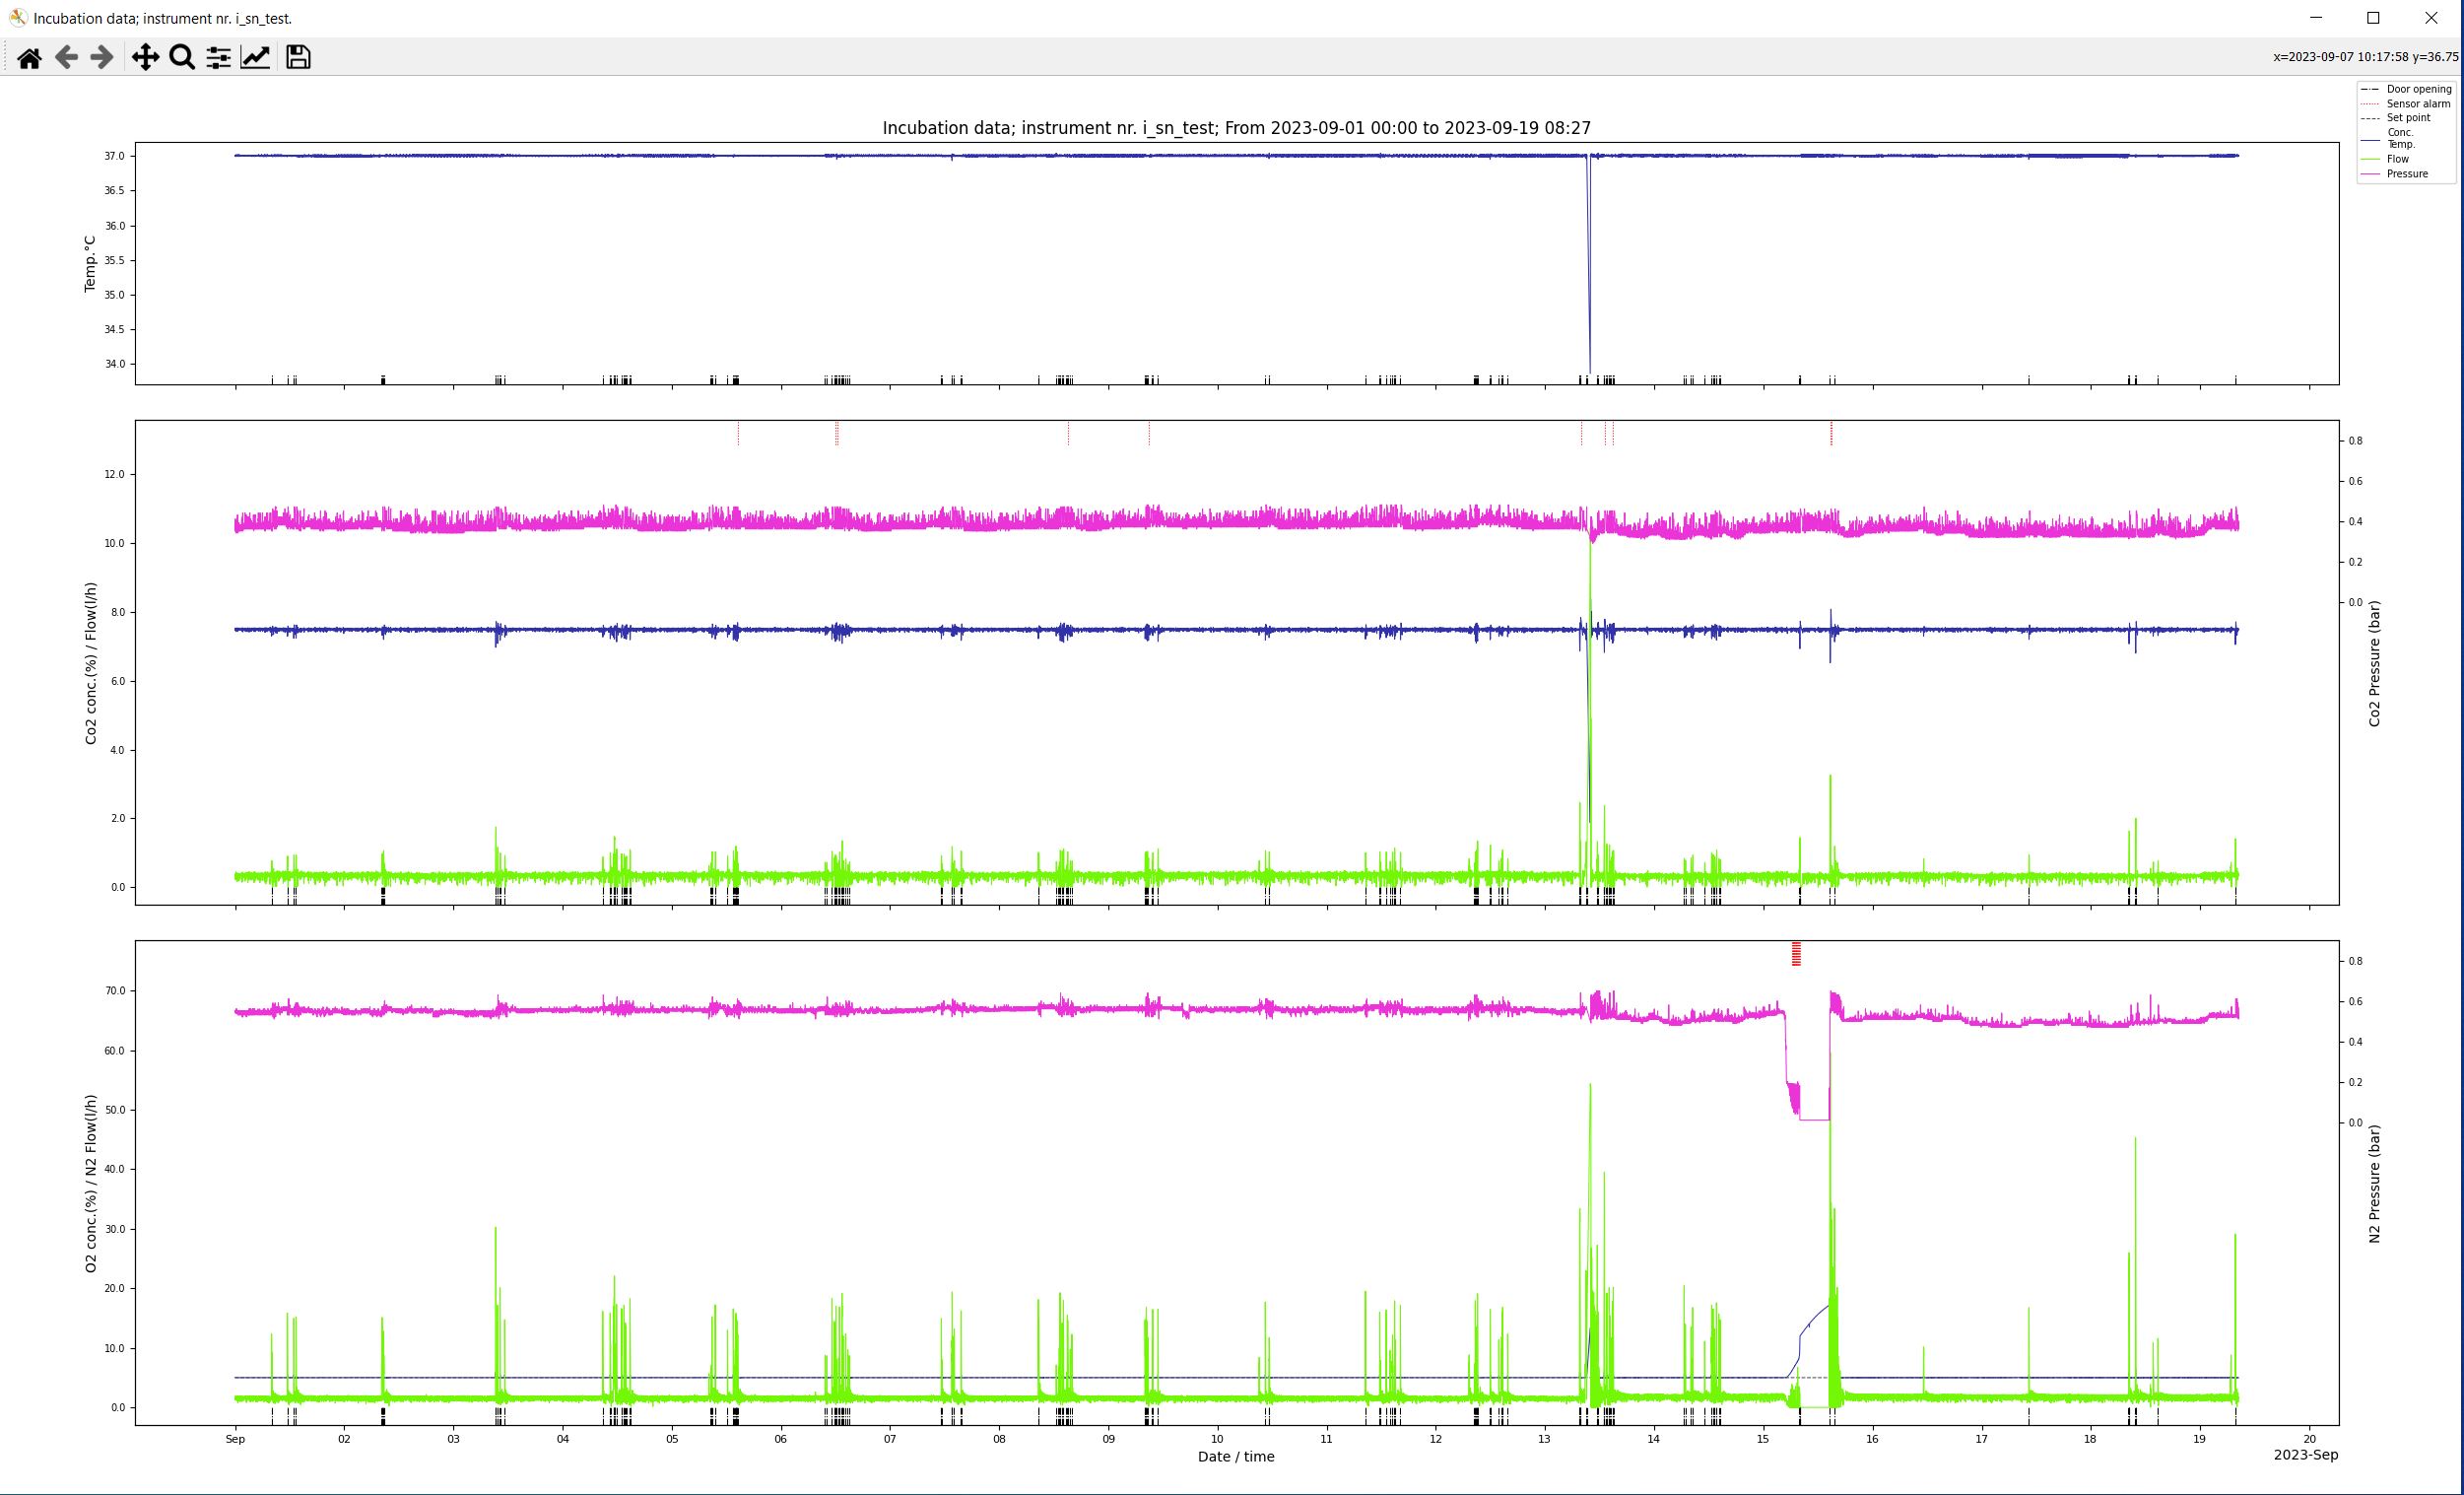 Incubation data; instrument nr. i_sn_test.
x=2023-09-07 10:17:58 y=36.75
Door opening
Sensor alarm
Set point
Conc.
Temp.
Flow
Pressure
Incubation data; instrument nr. i_sn_test; From 2023-09-01 00:00 to 2023-09-19 08:27
Temp.°C
37.0
36.5
36.0
35.5
35.0
34.5
34.0
Co2 conc.(%) / Flow(l/h)
12.0
10.0
8.0
6.0
4.0
2.0
0.0
0.8
0.6
0.4
0.2
0.0
Co2 Pressure (bar)
O2 conc.(%) / N2 Flow(l/h)
70.0
60.0
50.0
40.0
30.0
20.0
10.0
0.0
0.8
0.6
0.4
0.2
0.0
N2 Pressure (bar)
Sep 02 03 04 05 06 07 08 09 10 11 12 13 14 15 16 17 18 19 20
Date / time
2023-Sep